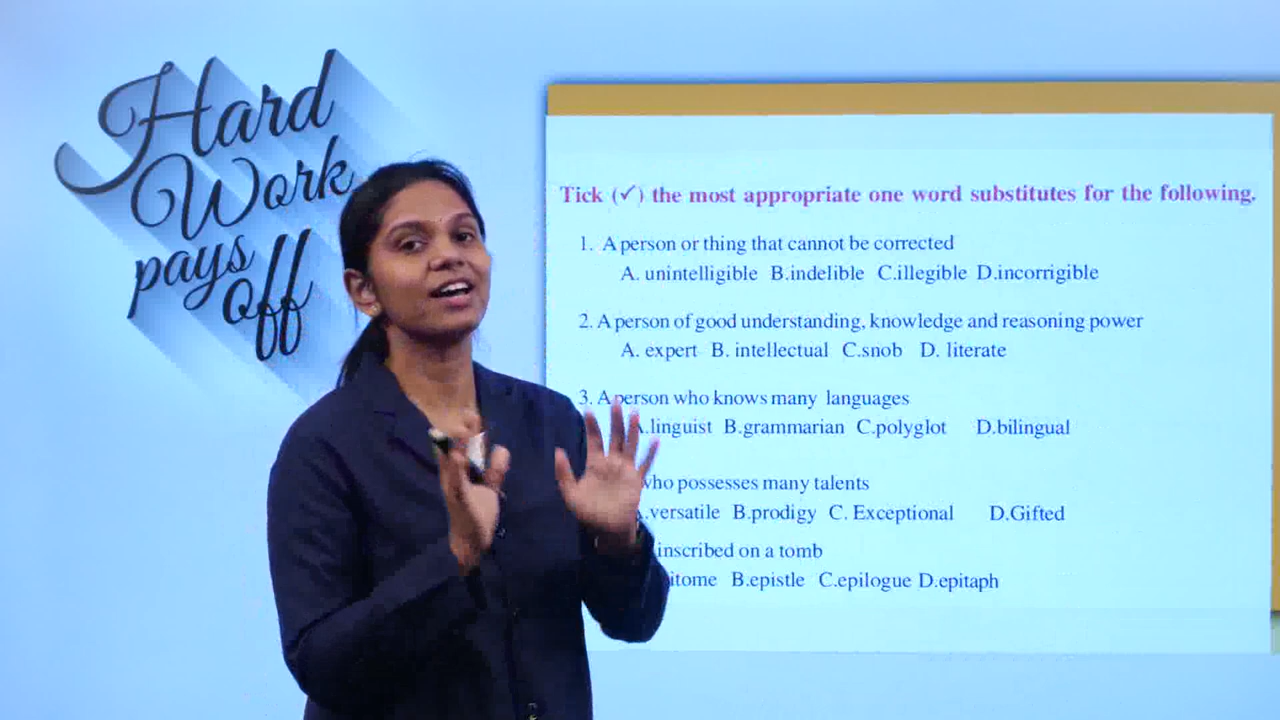 Hard
Work
pays
off
Tick (✓) the most appropriate one word substitutes for the following.
1. A person or thing that cannot be corrected
A. unintelligible B.indelible C.illegible D.incorrigible
2. A person of good understanding, knowledge and reasoning power
A. expert B. intellectual C.snob D. literate
3. A person who knows many languages
A.linguist B.grammarian C.polyglot D.bilingual
who possesses many talents
.versatile B.prodigy C. Exceptional D.Gifted
inscribed on a tomb
B.epistle C.epilogue D.epitaph